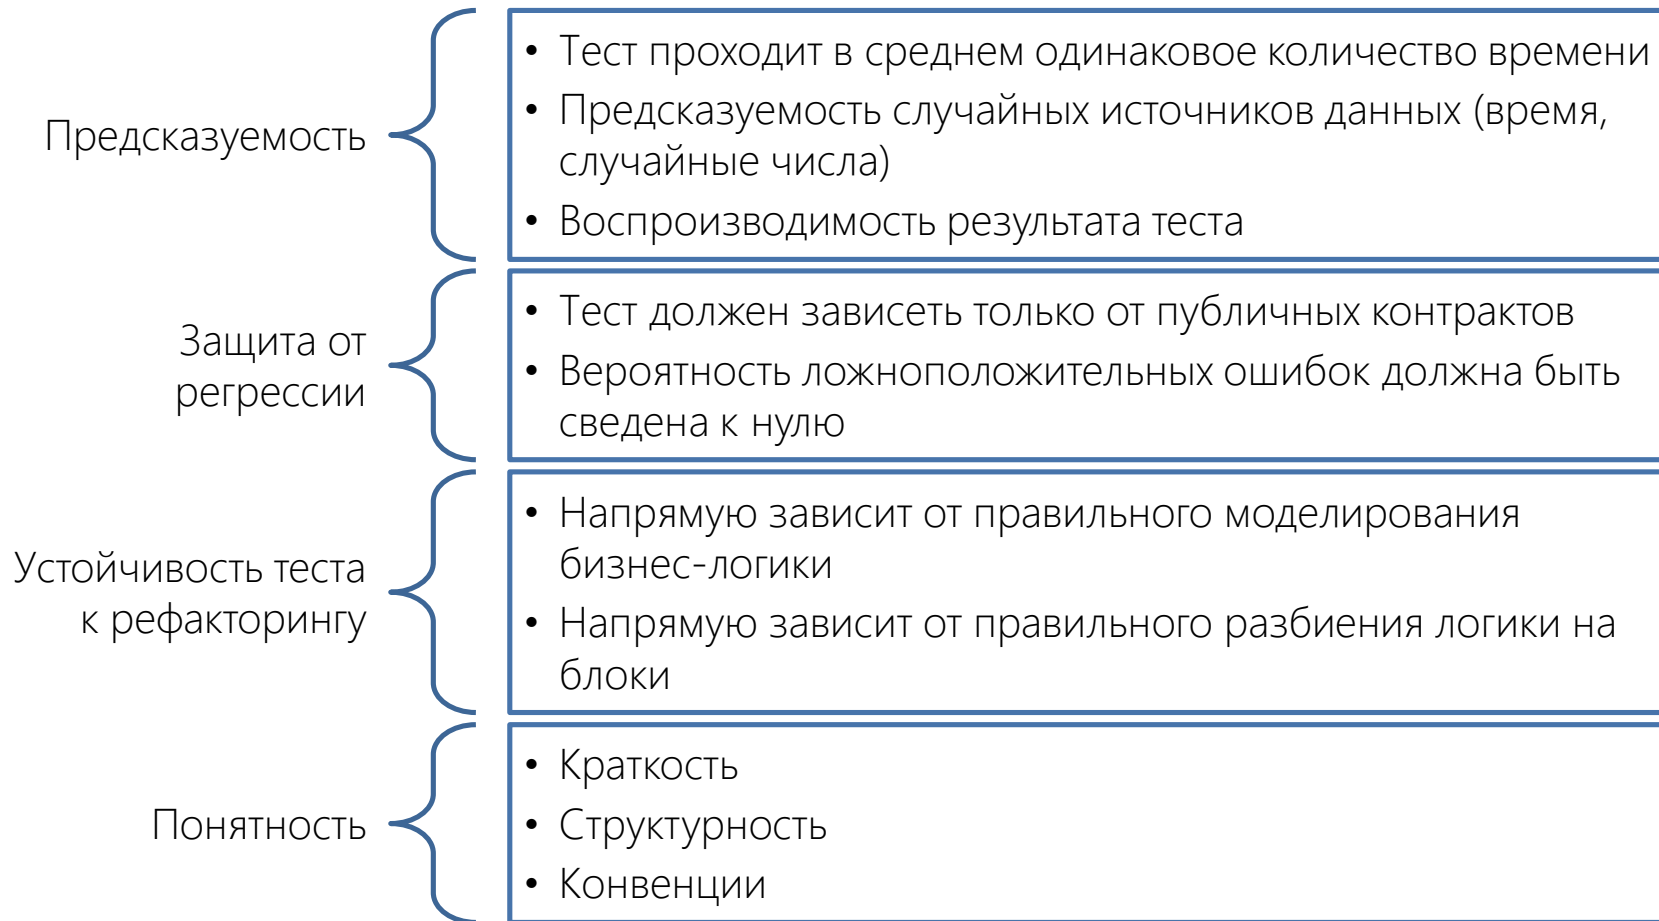 Предсказуемость
• Тест проходит в среднем одинаковое количество времени
• Предсказуемость случайных источников данных (время,
случайные числа)
• Воспроизводимость результата теста
Защита от
регрессии
• Тест должен зависеть только от публичных контрактов
• Вероятность ложноположительных ошибок должна быть
сведена к нулю
Устойчивость теста
к рефакторингу
• Напрямую зависит от правильного моделирования
бизнес-логики
• Напрямую зависит от правильного разбиения логики на
блоки
Понятность
• Краткость
• Структурность
• Конвенции